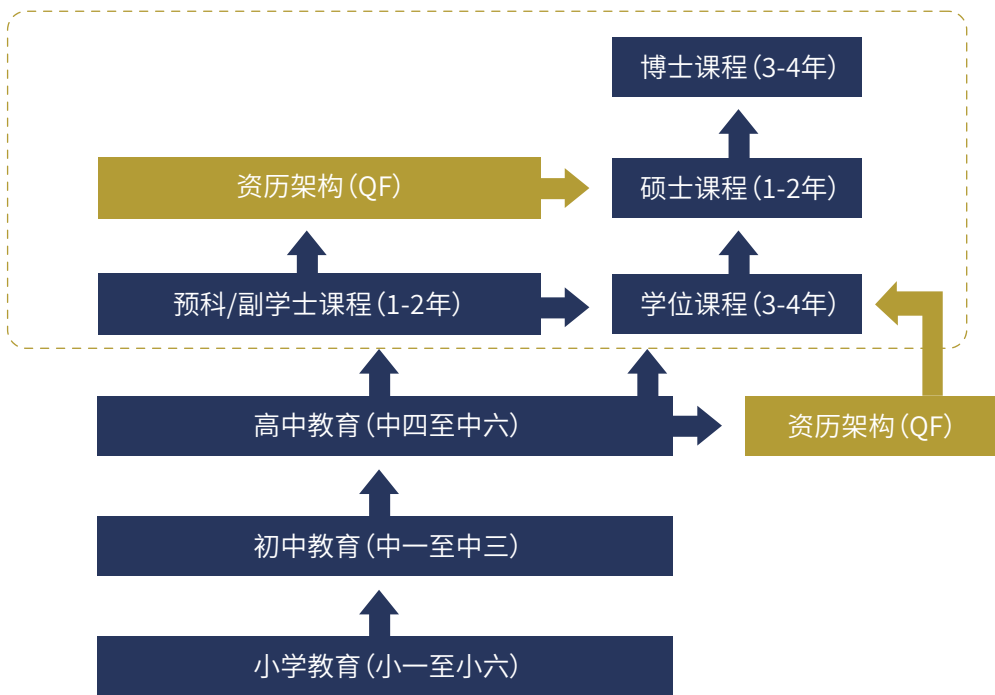 博士课程(3-4年)
资历架构(QF)
硕士课程(1-2年)
预科/副学士课程(1-2年)
学位课程(3-4年)
高中教育(中四至中六)
资历架构(QF)
初中教育(中一至中三)
小学教育(小一至小六)